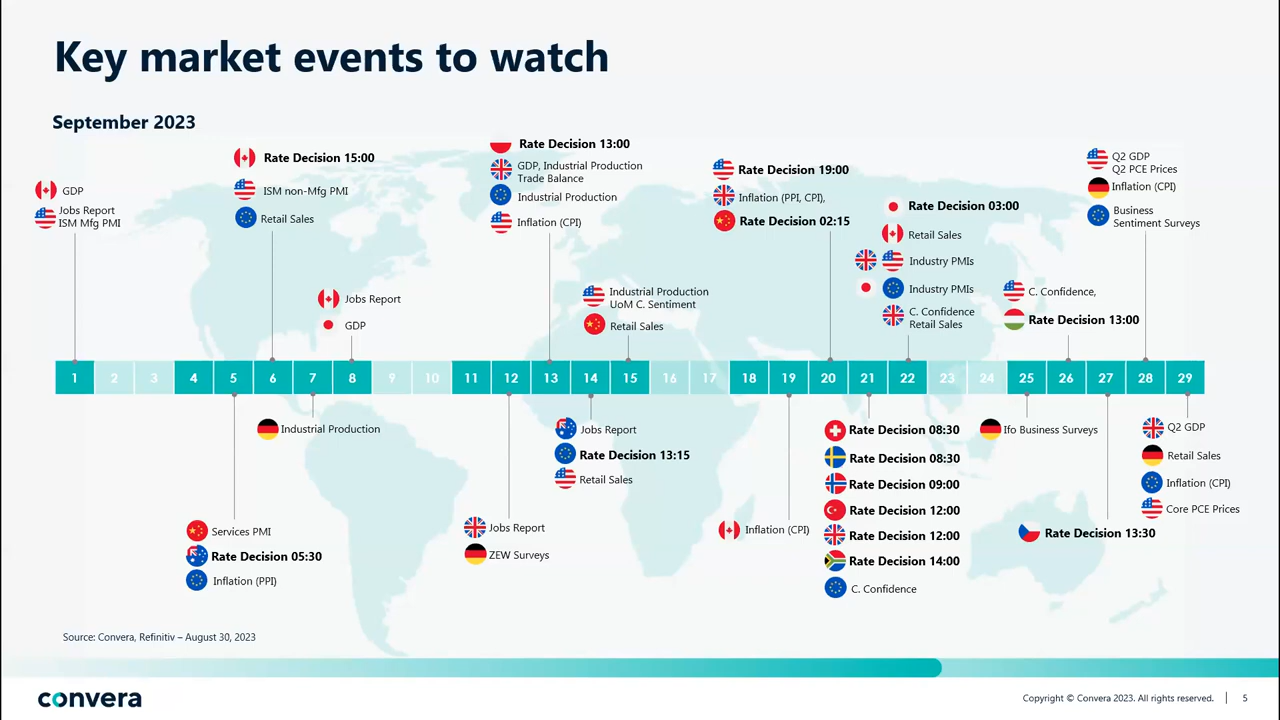 Key market events to watch
September 2023
GDP
Jobs Report
ISM Mfg PMI
Rate Decision 15:00
ISM non-Mfg PMI
Retail Sales
Jobs Report
GDP
Rate Decision 13:00
GDP, Industrial Production
Trade Balance
Industrial Production
Inflation (CPI)
Industrial Production
UoM C. Sentiment
Retail Sales
Rate Decision 19:00
Inflation (PPI, CPI),
Rate Decision 02:15
Rate Decision 03:00
Retail Sales
Industry PMIs
Industry PMIs
C. Confidence
Retail Sales
C. Confidence,
Rate Decision 13:00
Q2 GDP
Q2 PCE Prices
Inflation (CPI)
Business
Sentiment Surveys
1 2 3 4 5 6 7 8 9 10 11 12 13 14 15 16 17 18 19 20 21 22 23 24 25 26 27 28 29
Services PMI
Rate Decision 05:30
Inflation (PPI)
Industrial Production
Jobs Report
ZEW Surveys
Jobs Report
Rate Decision 13:15
Retail Sales
Inflation (CPI)
Rate Decision 08:30
Rate Decision 08:30
Rate Decision 09:00
Rate Decision 12:00
Rate Decision 12:00
Rate Decision 14:00
C. Confidence
Ifo Business Surveys
Rate Decision 13:30
Q2 GDP
Retail Sales
Inflation (CPI)
Core PCE Prices
Source: Convera, Refinitiv – August 30, 2023
convera
Copyright © Convera 2023. All rights reserved. | 5